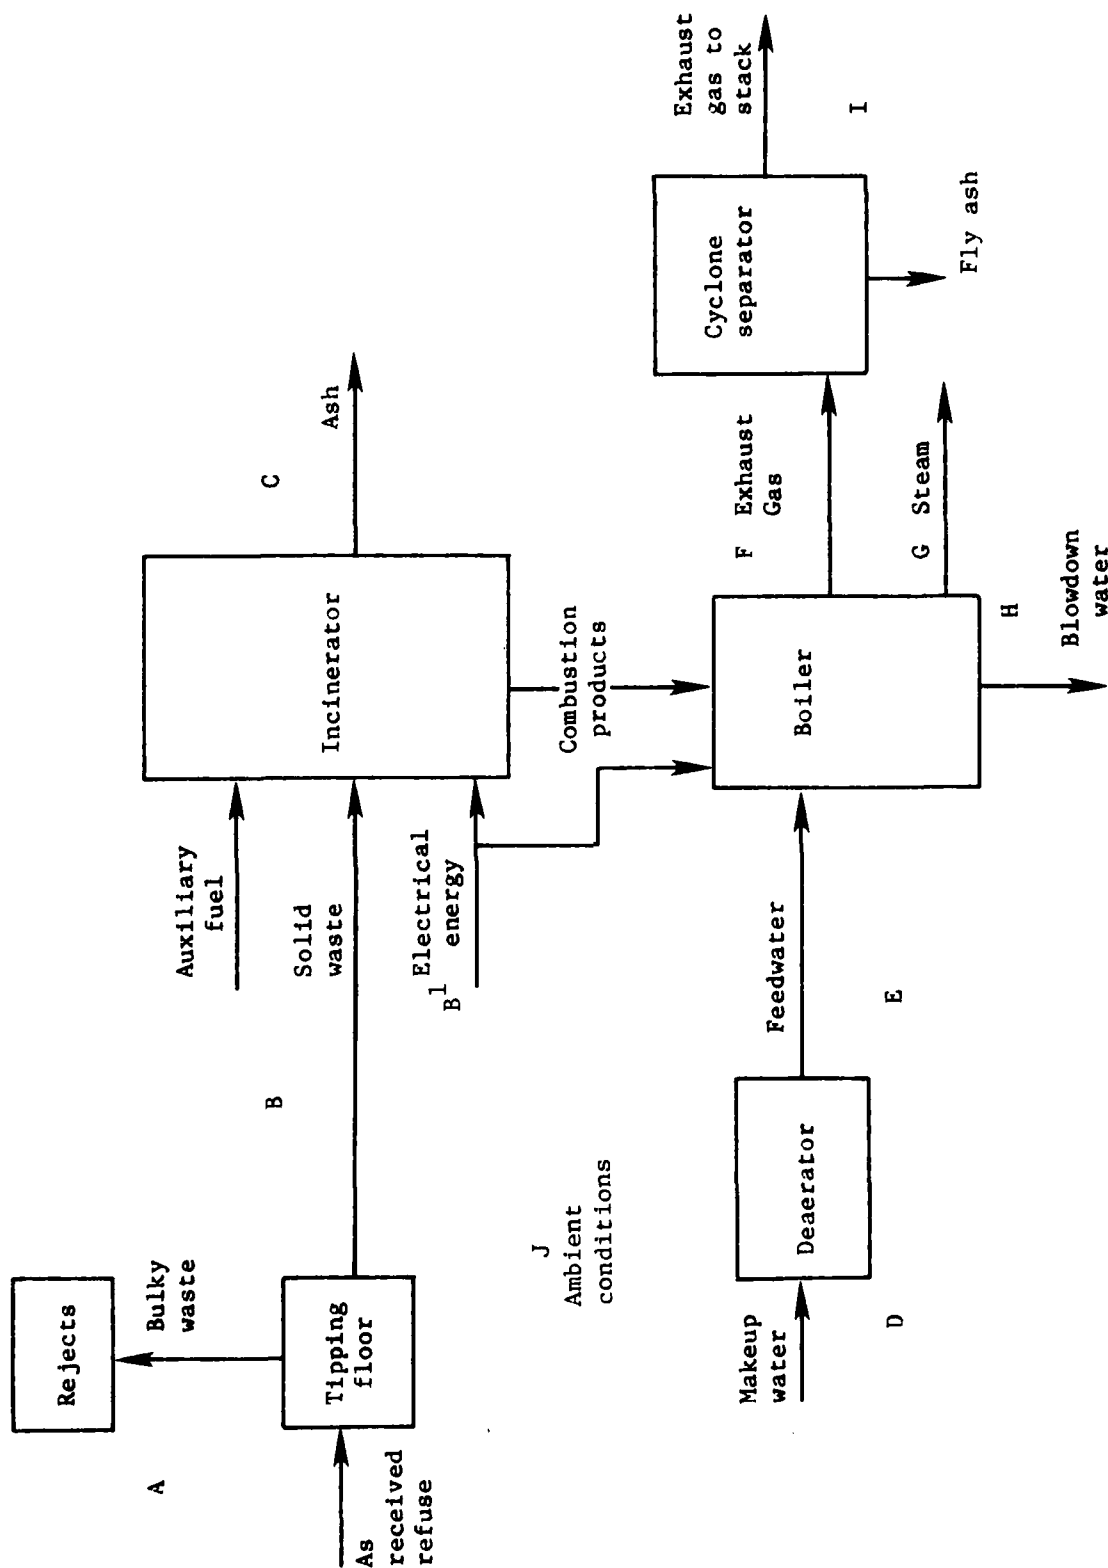 A
As
received
refuse
Rejects
Bulky
waste
Tipping
floor
B
Solid
waste
Auxiliary
fuel
B1 Electrical
energy
Incinerator
C
Ash
Combustion
products
J
Ambient
conditions
Makeup
water
D
Deaerator
Feedwater
E
Boiler
F Exhaust
Gas
G Steam
H
Blowdown
water
Cyclone
separator
Exhaust
gas to
stack
I
Fly ash